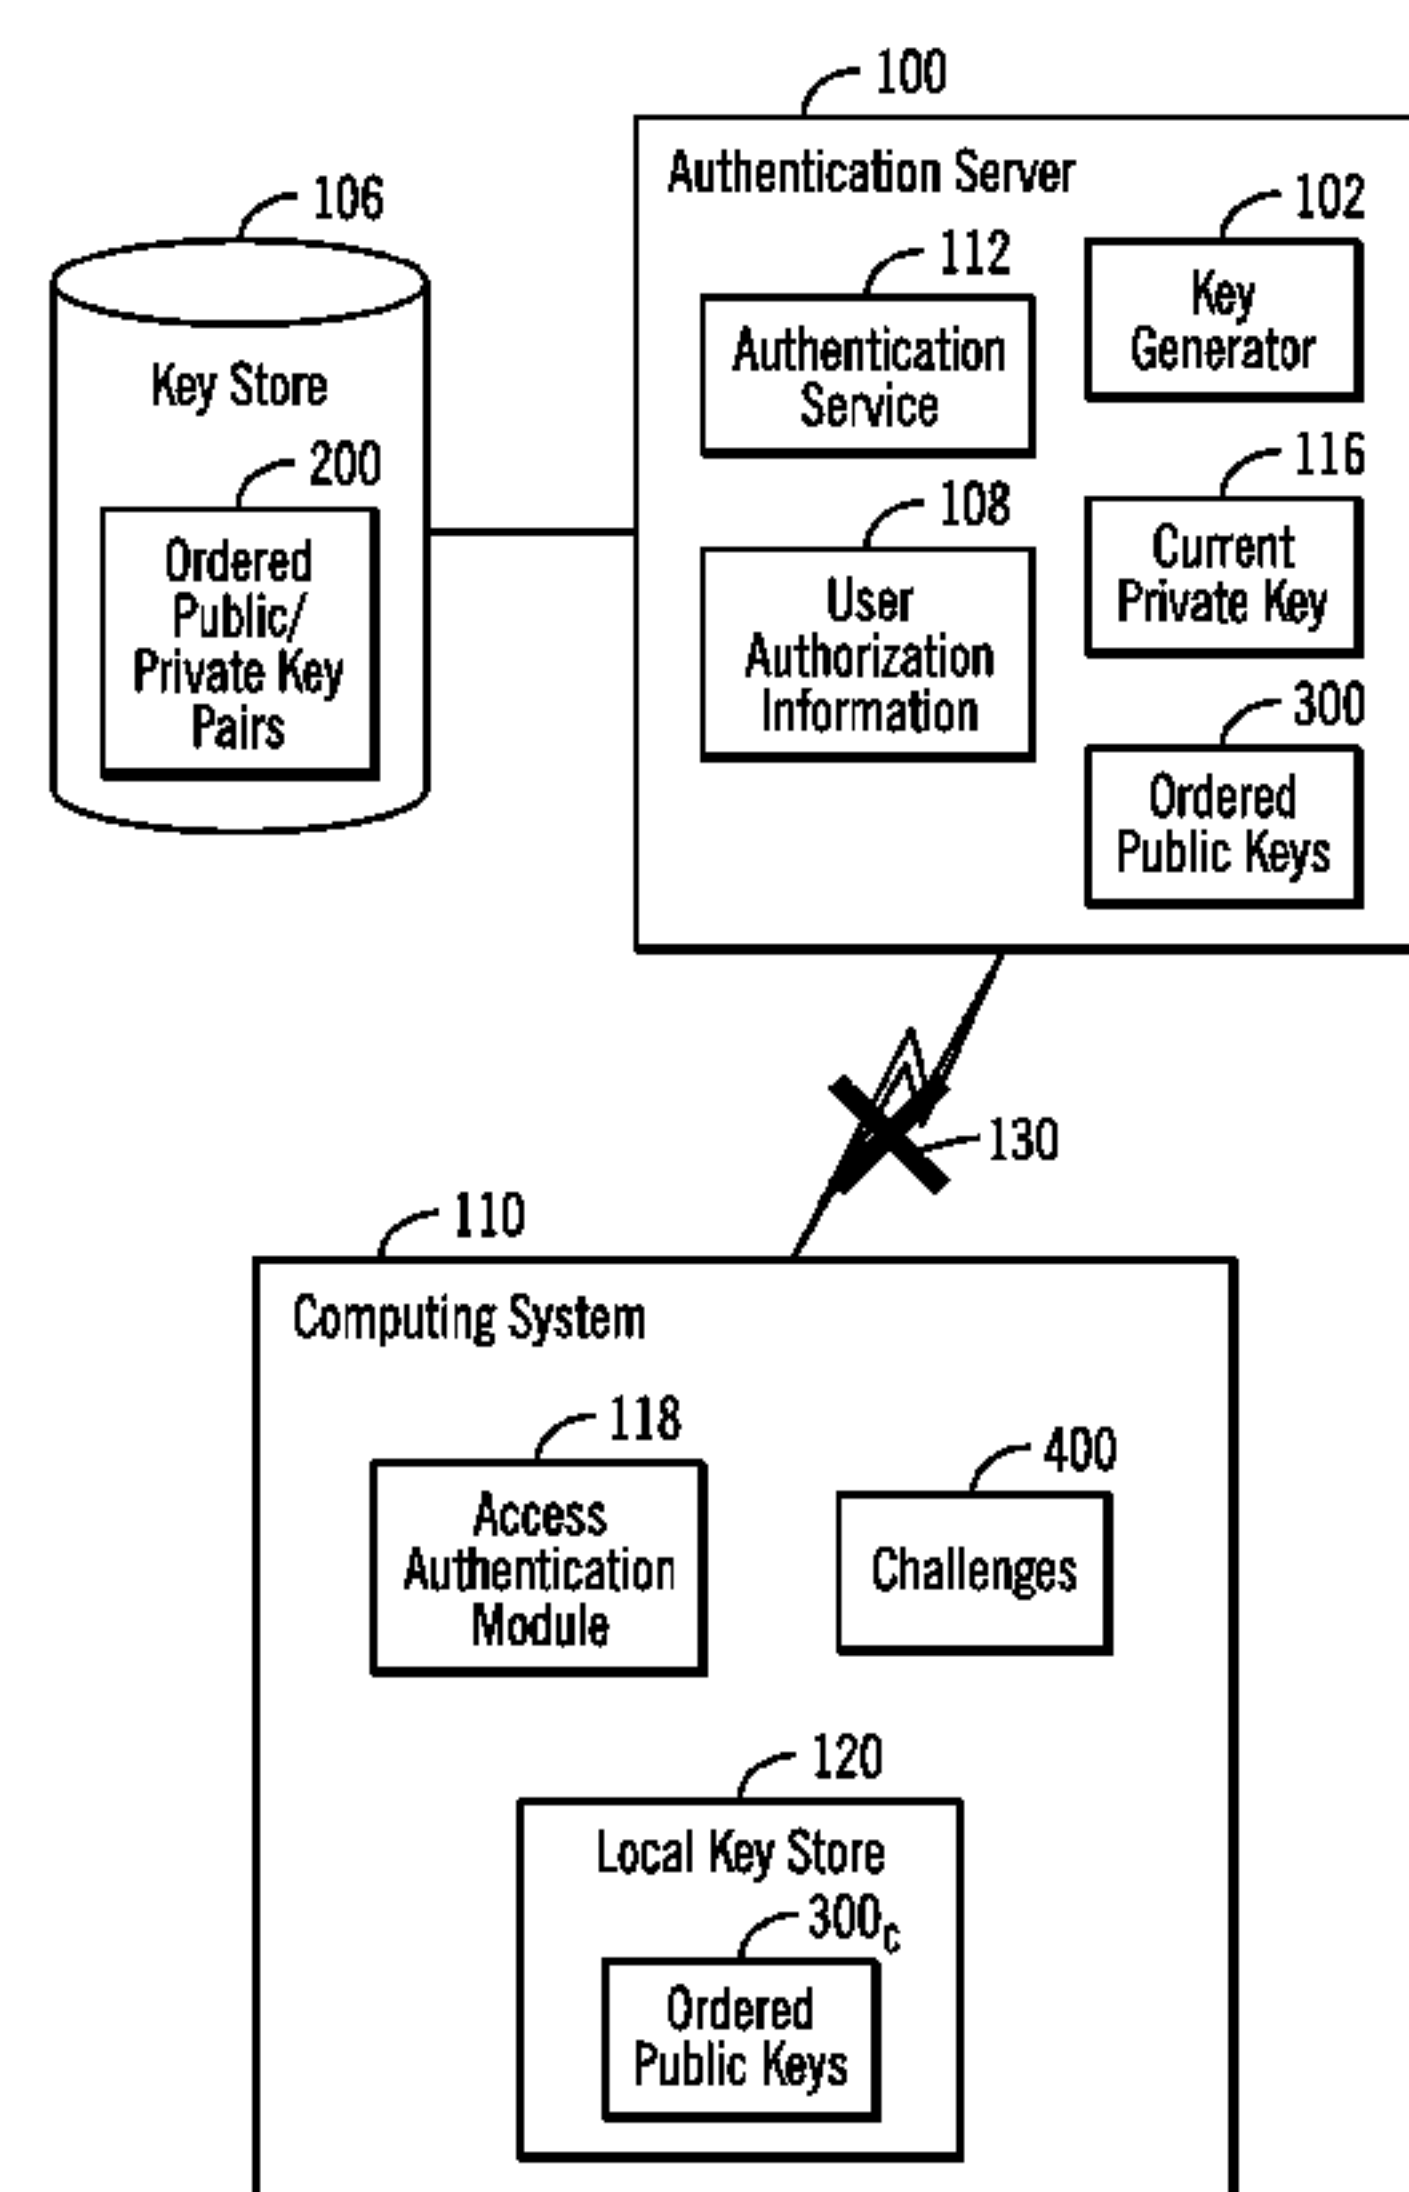 100
Authentication Server
106
102
112
Key
Generator
Authentication
Service
Key Store
200
116
108
Ordered
Public/
Private Key
Pairs
Current
Private Key
User
Authorization
Information
300
Ordered
Public Keys
130
110
Computing System
118
400
Access
Authentication
Module
Challenges
120
Local Key Store
300c
Ordered
Public Keys